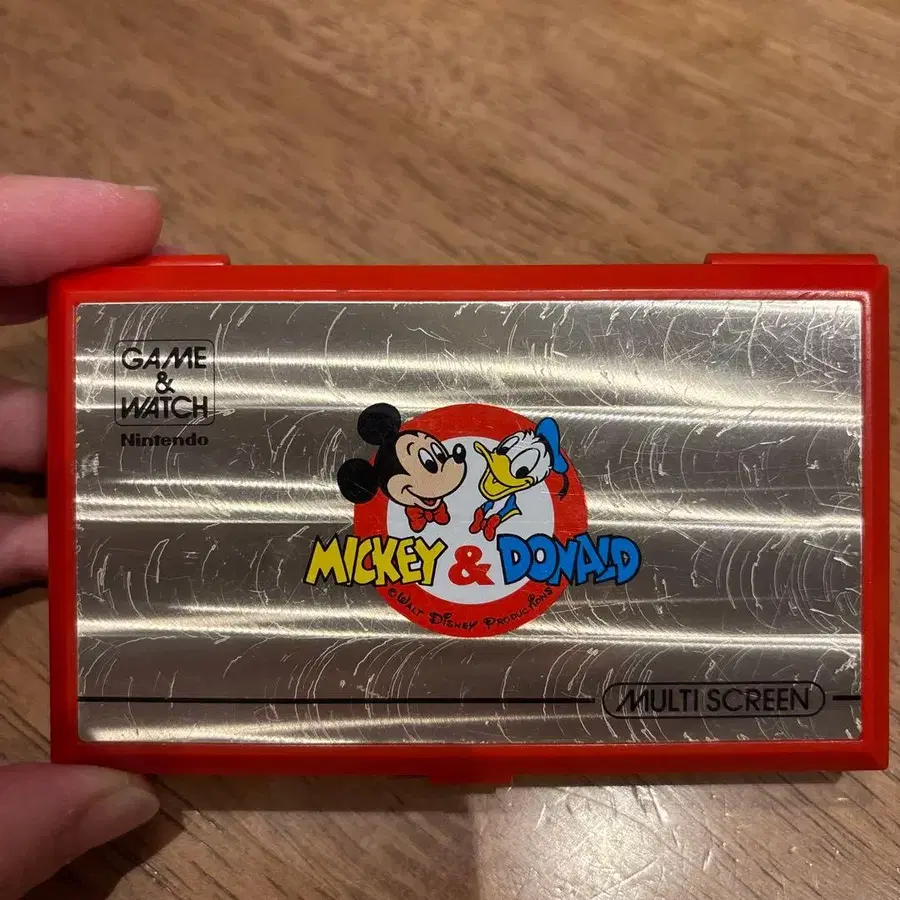 GAME
&
WATCH
Nintendo
MICKEY & DONALD
©WALT DISNEY PRODUCTIONS
MULTI SCREEN